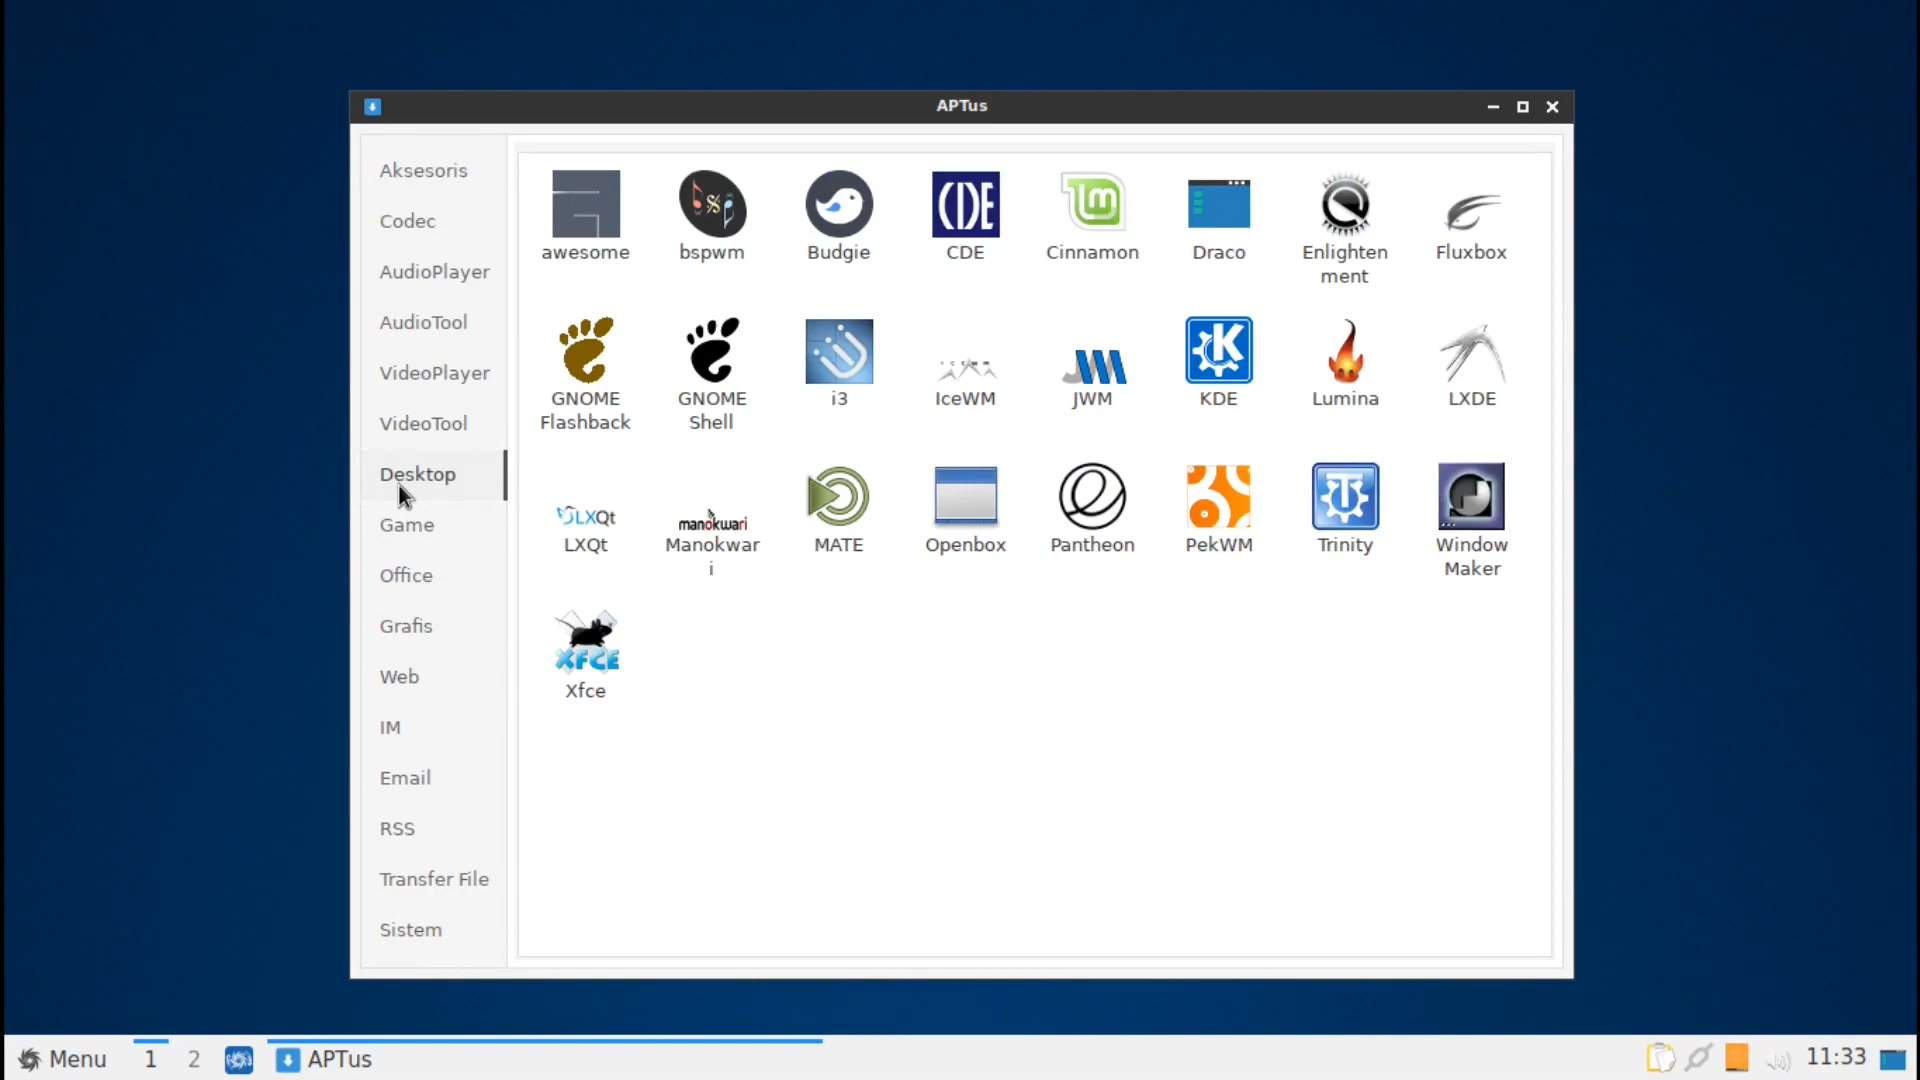 APTus
Aksesoris
Codec
AudioPlayer
AudioTool
VideoPlayer
VideoTool
Desktop
Game
Office
Grafis
Web
IM
Email
RSS
Transfer File
Sistem
CDE
awesome
bspwm
Budgie
CDE
Cinnamon
Draco
Enlighten
ment
Fluxbox
GNOME
Flashback
GNOME
Shell
i3
IceWM
JWM
KDE
Lumina
LXDE
LXQt
LXQt
manokwari
Manokwar
i
MATE
Openbox
Pantheon
PekWM
Trinity
Window
Maker
XFCE
Xfce
Menu
1
2
APTus
11:33